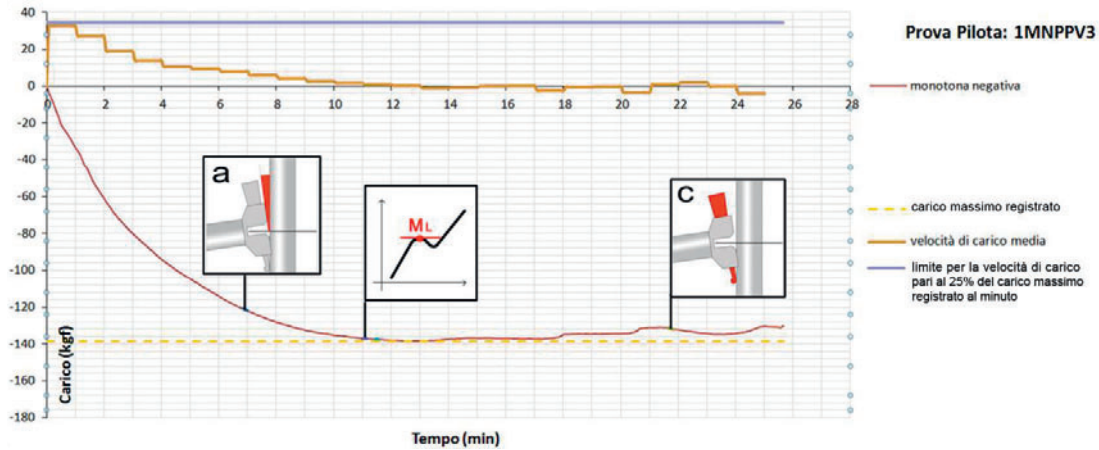 Prova Pilota: 1MNPPV3
40
20
0
-20
-40
-60
-80
-100
-120
-140
-160
-180
0 2 4 6 8 10 12 14 16 18 20 22 24 26 28
Carico (kgf)
Tempo (min)
a
ML
c
monotona negativa
carico massimo registrato
velocità di carico media
limite per la velocità di carico
pari al 25% del carico massimo
registrato al minuto